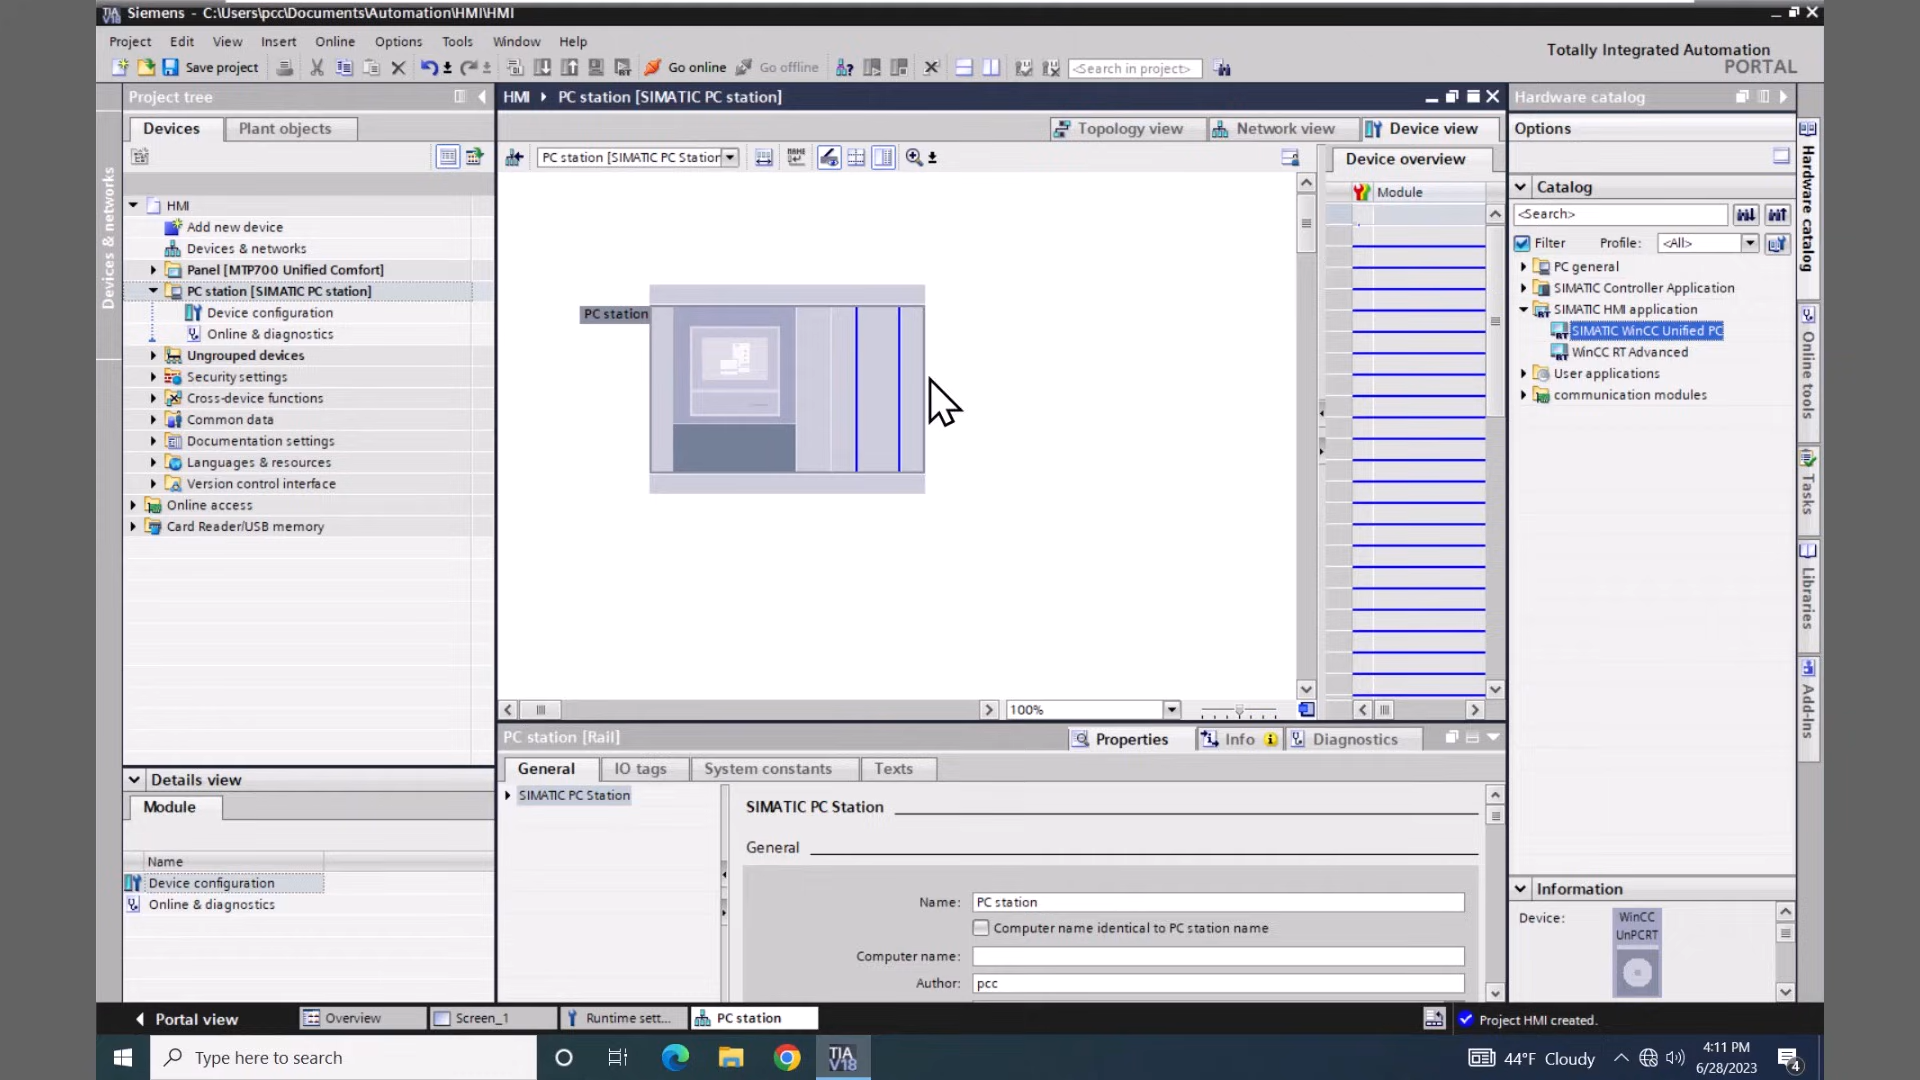 Siemens - C:\Users\pcc\Documents\Automation\HMI\HMI
Project Edit View Insert Online Options Tools Window Help
Totally Integrated Automation
PORTAL
Save project
Go online
Go offline
<Search in project>
Project tree
HMI
PC station [SIMATIC PC station]
Hardware catalog
Devices
Plant objects
Topology view
Network view
Device view
Options
PC station [SIMATIC PC Station
Device overview
Module
Devices & networks
HMI
Add new device
Devices & networks
Panel [MTP700 Unified Comfort]
PC station [SIMATIC PC station]
Device configuration
Online & diagnostics
Ungrouped devices
Security settings
Cross-device functions
Common data
Documentation settings
Languages & resources
Version control interface
Online access
Card Reader/USB memory
PC station
Catalog
<Search>
Filter
Profile:
<All>
PC general
SIMATIC Controller Application
SIMATIC HMI application
SIMATIC WinCC Unified PC
WinCC RT Advanced
User applications
communication modules
Hardware catalog
Online tools
Tasks
Libraries
Add-Ins
100%
PC station [Rail]
Properties
Info
Diagnostics
General
IO tags
System constants
Texts
SIMATIC PC Station
SIMATIC PC Station
General
Name: PC station
Computer name identical to PC station name
Computer name:
Author: pcc
Details view
Module
Name
Device configuration
Online & diagnostics
Information
Device:
WinCC
UnPCRT
Portal view
Overview
Screen_1
Runtime sett...
PC station
Project HMI created.
Type here to search
TIA
V18
44°F Cloudy
4:11 PM
6/28/2023
4